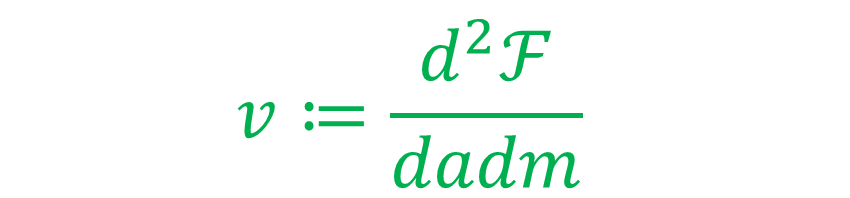 v ≔ d²ℱ / dadm